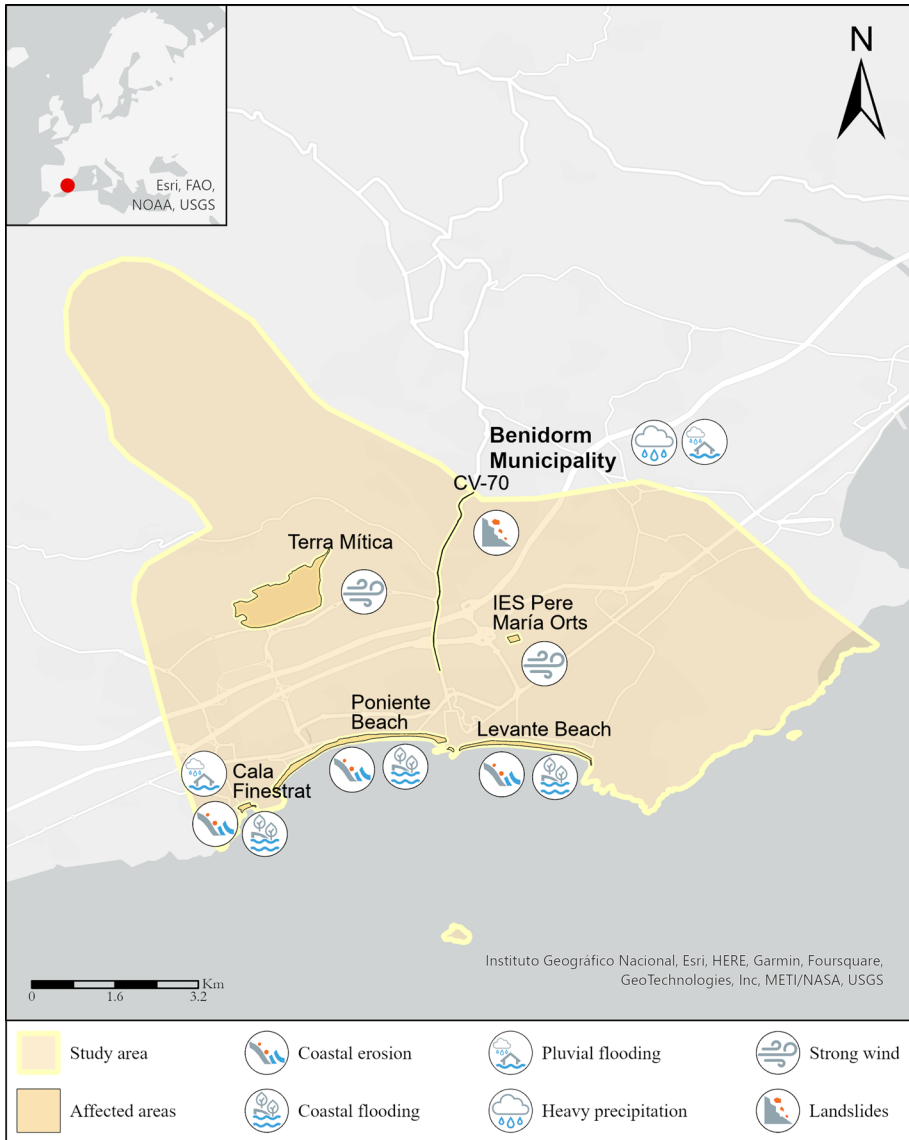 Esri, FAO,
NOAA, USGS
N
Benidorm
Municipality
CV-70
Terra Mítica
IES Pere
María Orts
Poniente
Beach
Levante Beach
Cala
Finestrat
Instituto Geográfico Nacional, Esri, HERE, Garmin, Foursquare,
GeoTechnologies, Inc, METI/NASA, USGS
Km
0 1.6 3.2
Study area
Coastal erosion
Pluvial flooding
Strong wind
Affected areas
Coastal flooding
Heavy precipitation
Landslides